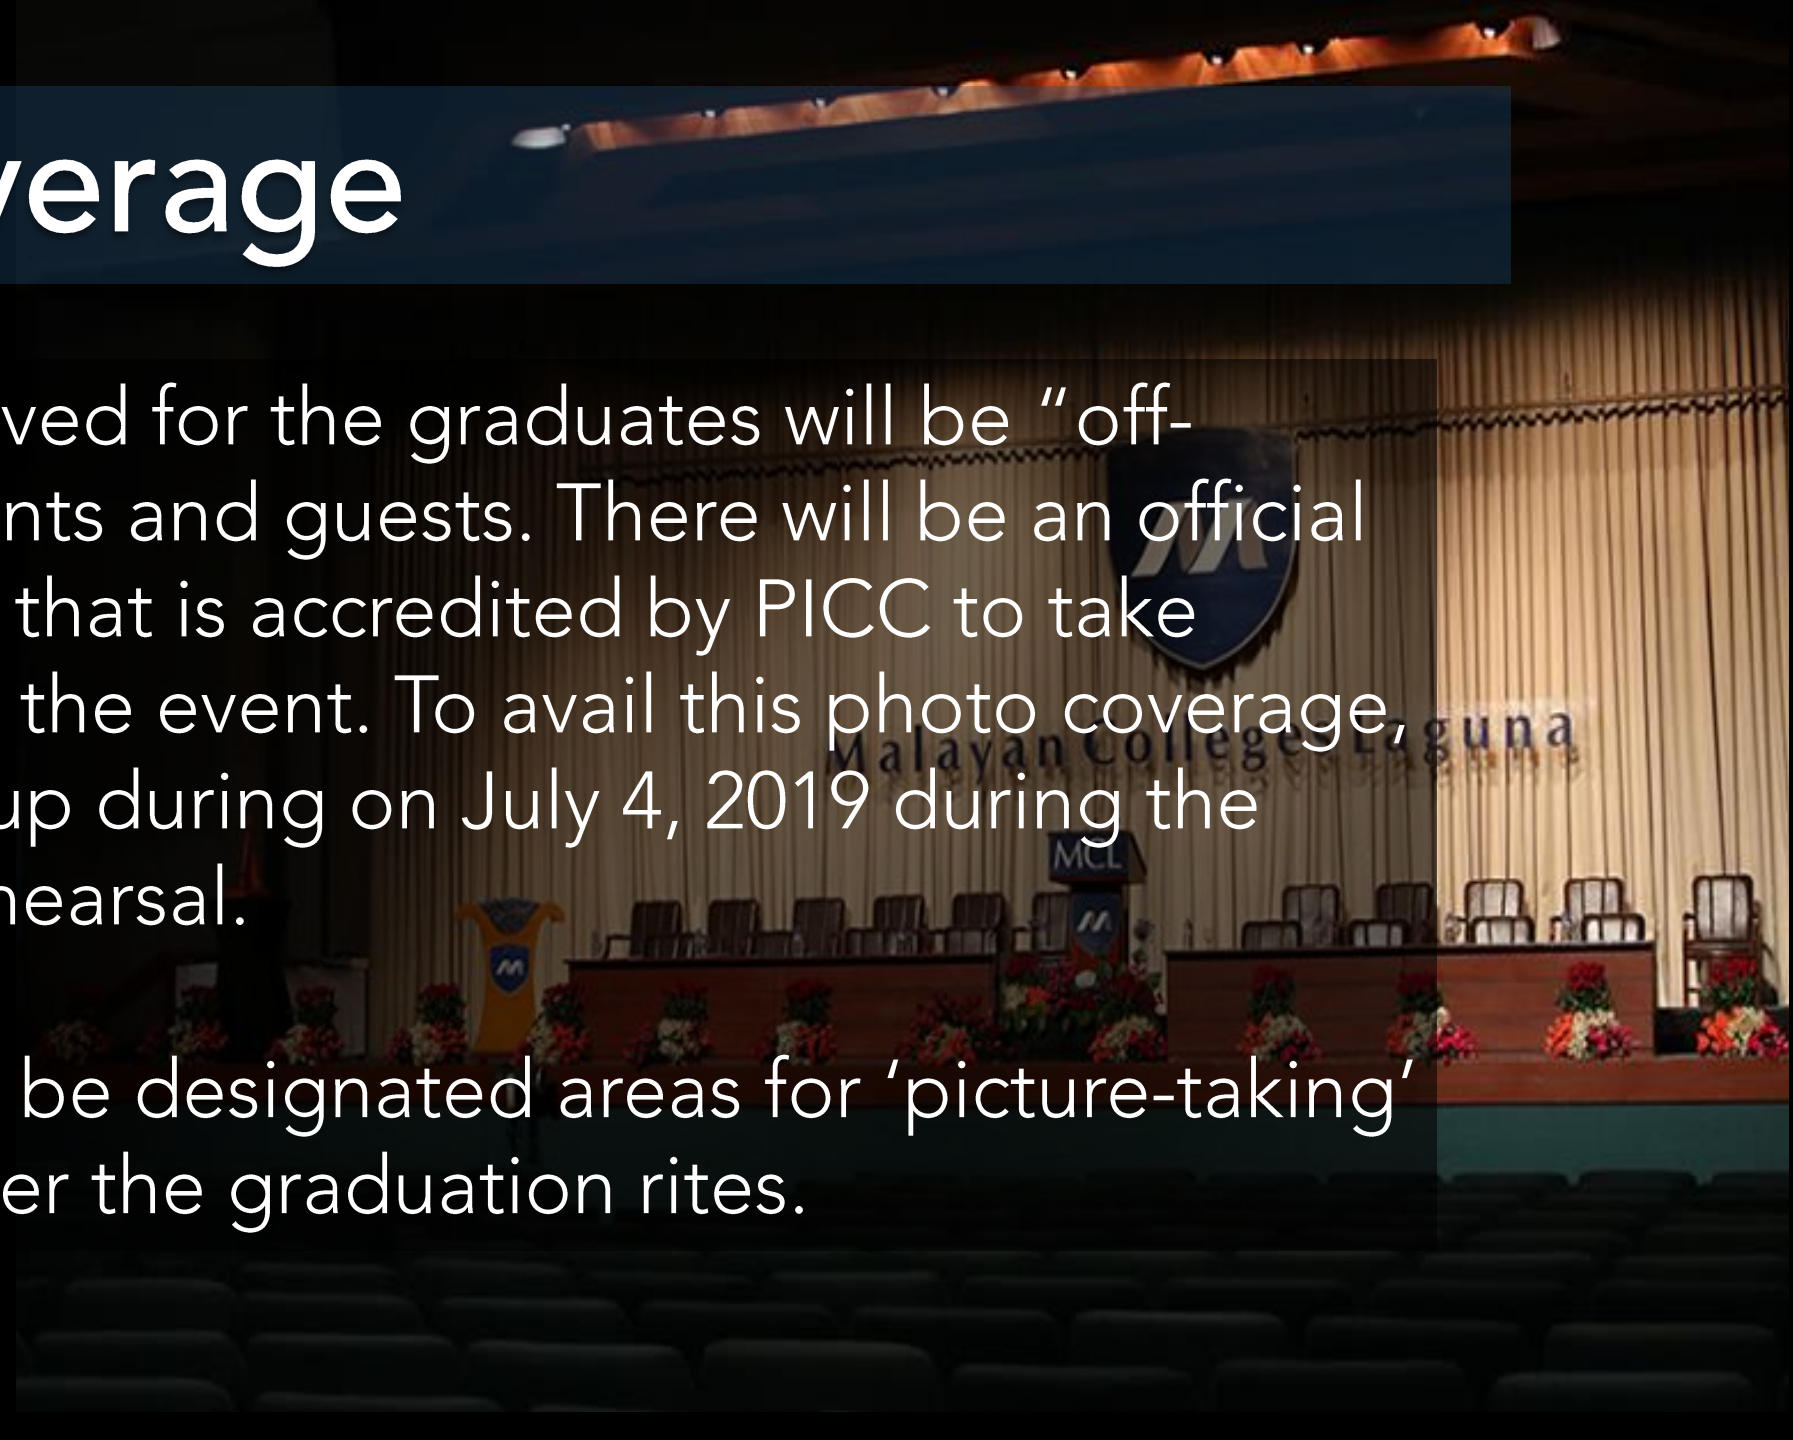 verage
ved for the graduates will be “off-
nts and guests. There will be an official
that is accredited by PICC to take
the event. To avail this photo coverage,
up during on July 4, 2019 during the
hearsal.
be designated areas for ‘picture-taking’
er the graduation rites.
Malayan Colleges Laguna
MCL